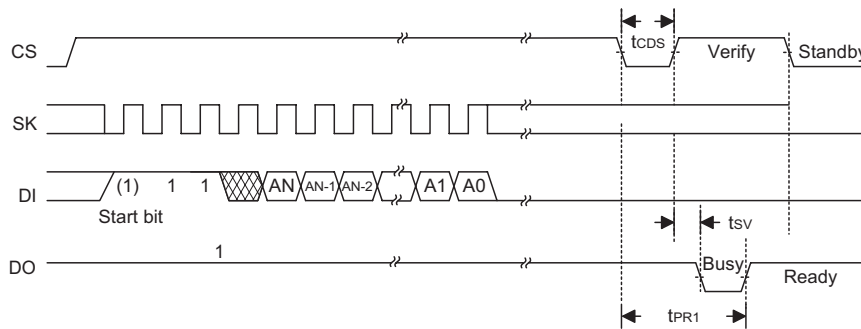 CS tCDS Verify Standby
SK
DI (1) 1 1 AN AN-1 AN-2 A1 A0
Start bit tSV
1
DO Busy Ready
tPR1